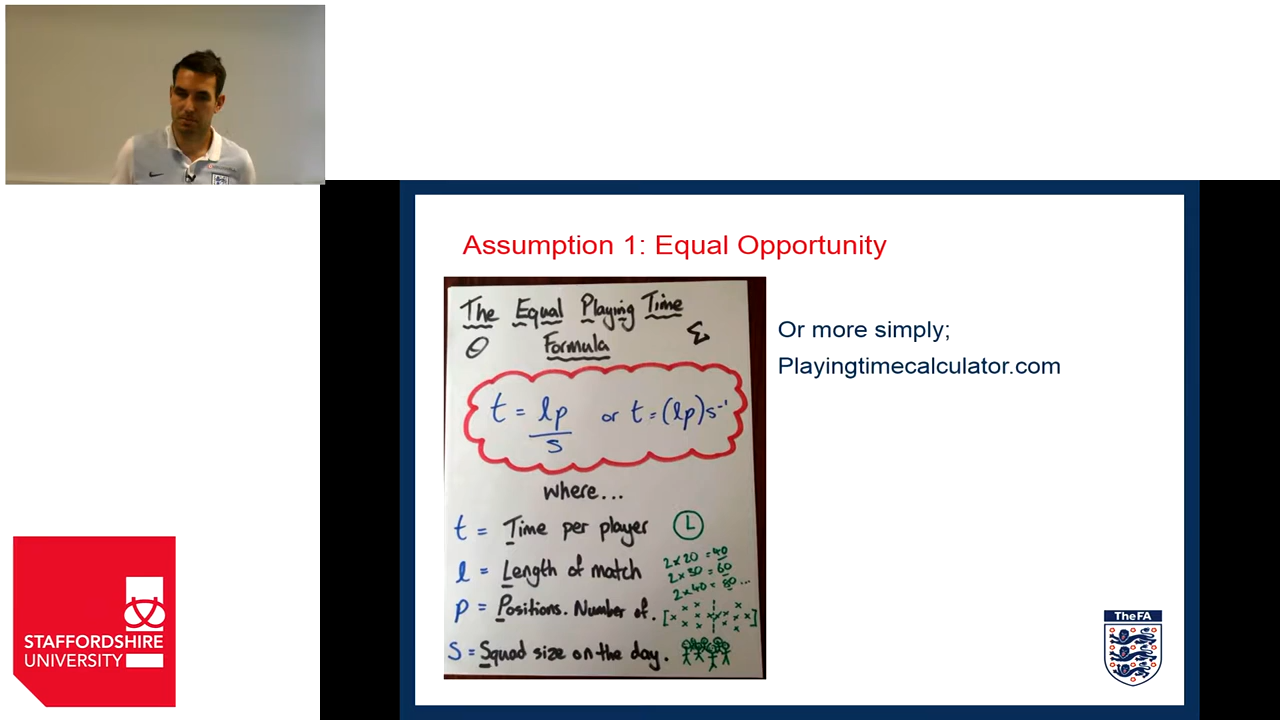 Assumption 1: Equal Opportunity
The Equal Playing Time
Formula
θ
Σ
t = lp/s or t = (lp)s⁻¹
where...
t = Time per player
l = Length of match
2x20 = 40
2x30 = 60
2x40 = 80...
p = Positions. Number of.
s = Squad size on the day.
Or more simply;
Playingtimecalculator.com
STAFFORDSHIRE
UNIVERSITY
TheFA